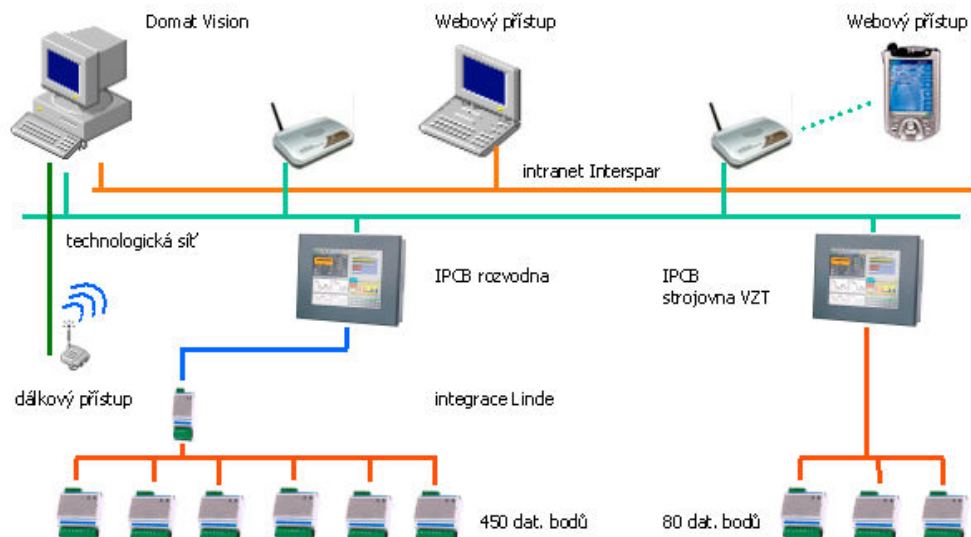 Domat Vision
Webový přístup
Webový přístup
intranet Interspar
technologická síť
IPCB rozvodna
IPCB
strojovna VZT
dálkový přístup
integrace Linde
450 dat. bodů
80 dat. bodů